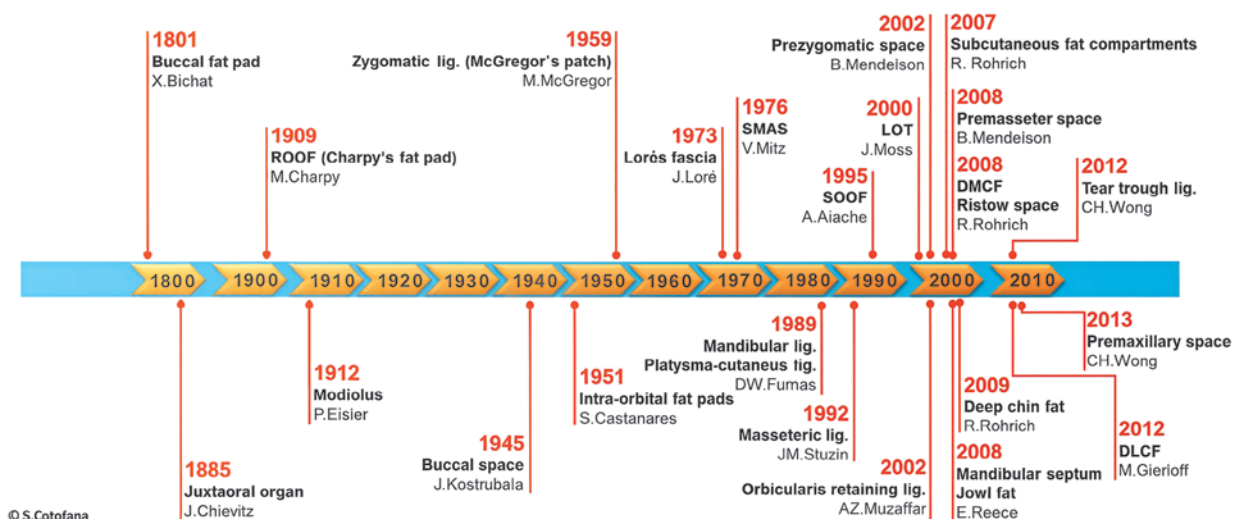 1801
Buccal fat pad
X.Bichat
1909
ROOF (Charpy's fat pad)
M.Charpy
1959
Zygomatic lig. (McGregor's patch)
M.McGregor
1973
Lorés fascia
J.Loré
1976
SMAS
V.Mitz
1995
SOOF
A.Aiache
2000
LOT
J.Moss
2002
Prezygomatic space
B.Mendelson
2007
Subcutaneous fat compartments
R. Rohrich
2008
Premasseter space
B.Mendelson
2008
DMCF
Ristow space
R.Rohrich
2012
Tear trough lig.
CH.Wong
1800
1900
1910
1920
1930
1940
1950
1960
1970
1980
1990
2000
2010
1885
Juxtaoral organ
J.Chievitz
1912
Modiolus
P.Eisier
1945
Buccal space
J.Kostrubala
1951
Intra-orbital fat pads
S.Castanares
1989
Mandibular lig.
Platysma-cutaneus lig.
DW.Furnas
1992
Masseteric lig.
JM.Stuzin
2002
Orbicularis retaining lig.
AZ.Muzaffar
2009
Deep chin fat
R.Rohrich
2008
Mandibular septum
Jowl fat
E.Reece
2013
Premaxillary space
CH.Wong
2012
DLCF
M.Gierloff
© S.Cotofana